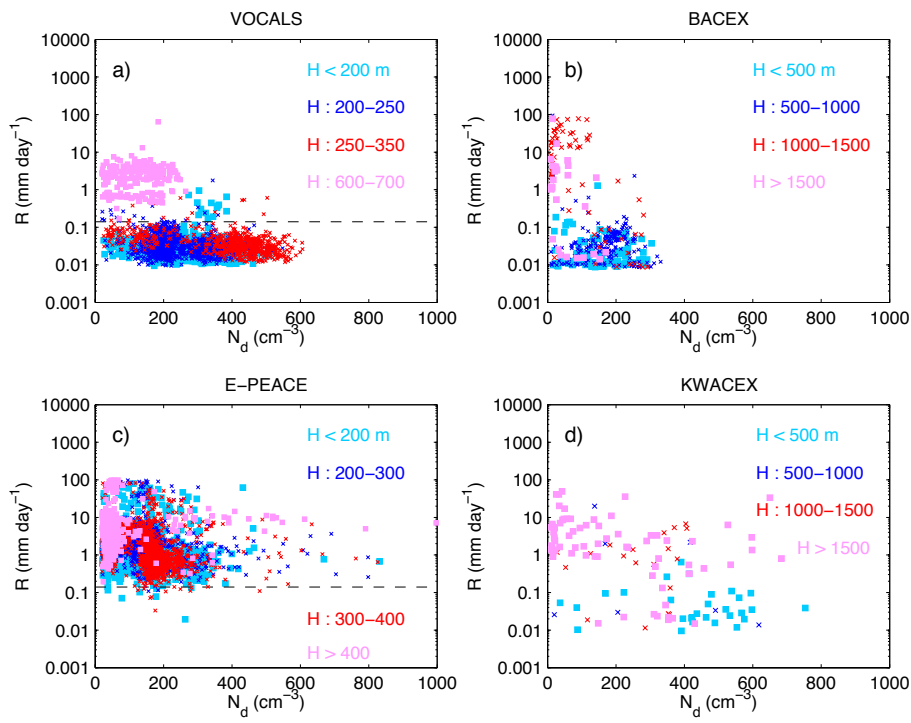 VOCALS
10000
1000
100
10
1
0.1
0.01
0.001
R (mm day⁻¹)
a)
H < 200 m
H : 200−250
H : 250−350
H : 600−700
0 200 400 600 800 1000
N_d (cm⁻³)
BACEX
10000
1000
100
10
1
0.1
0.01
0.001
R (mm day⁻¹)
b)
H < 500 m
H : 500−1000
H : 1000−1500
H > 1500
0 200 400 600 800 1000
N_d (cm⁻³)
E−PEACE
10000
1000
100
10
1
0.1
0.01
0.001
R (mm day⁻¹)
c)
H < 200 m
H : 200−300
H : 300−400
H > 400
0 200 400 600 800 1000
N_d (cm⁻³)
KWACEX
10000
1000
100
10
1
0.1
0.01
0.001
R (mm day⁻¹)
d)
H < 500 m
H : 500−1000
H : 1000−1500
H > 1500
0 200 400 600 800 1000
N_d (cm⁻³)